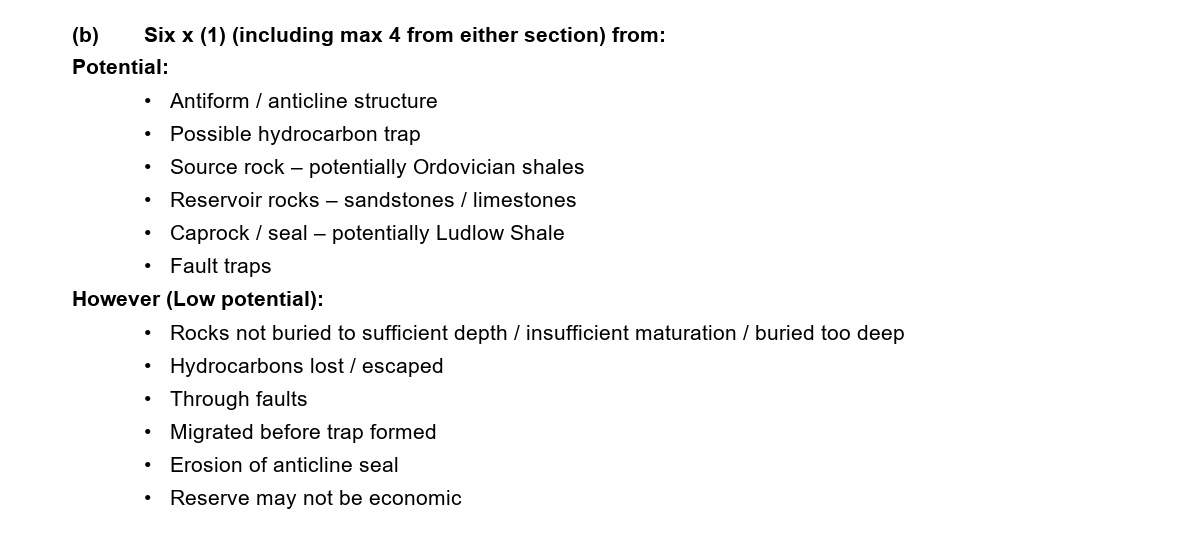 (b) Six x (1) (including max 4 from either section) from:
Potential:
• Antiform / anticline structure
• Possible hydrocarbon trap
• Source rock – potentially Ordovician shales
• Reservoir rocks – sandstones / limestones
• Caprock / seal – potentially Ludlow Shale
• Fault traps
However (Low potential):
• Rocks not buried to sufficient depth / insufficient maturation / buried too deep
• Hydrocarbons lost / escaped
• Through faults
• Migrated before trap formed
• Erosion of anticline seal
• Reserve may not be economic